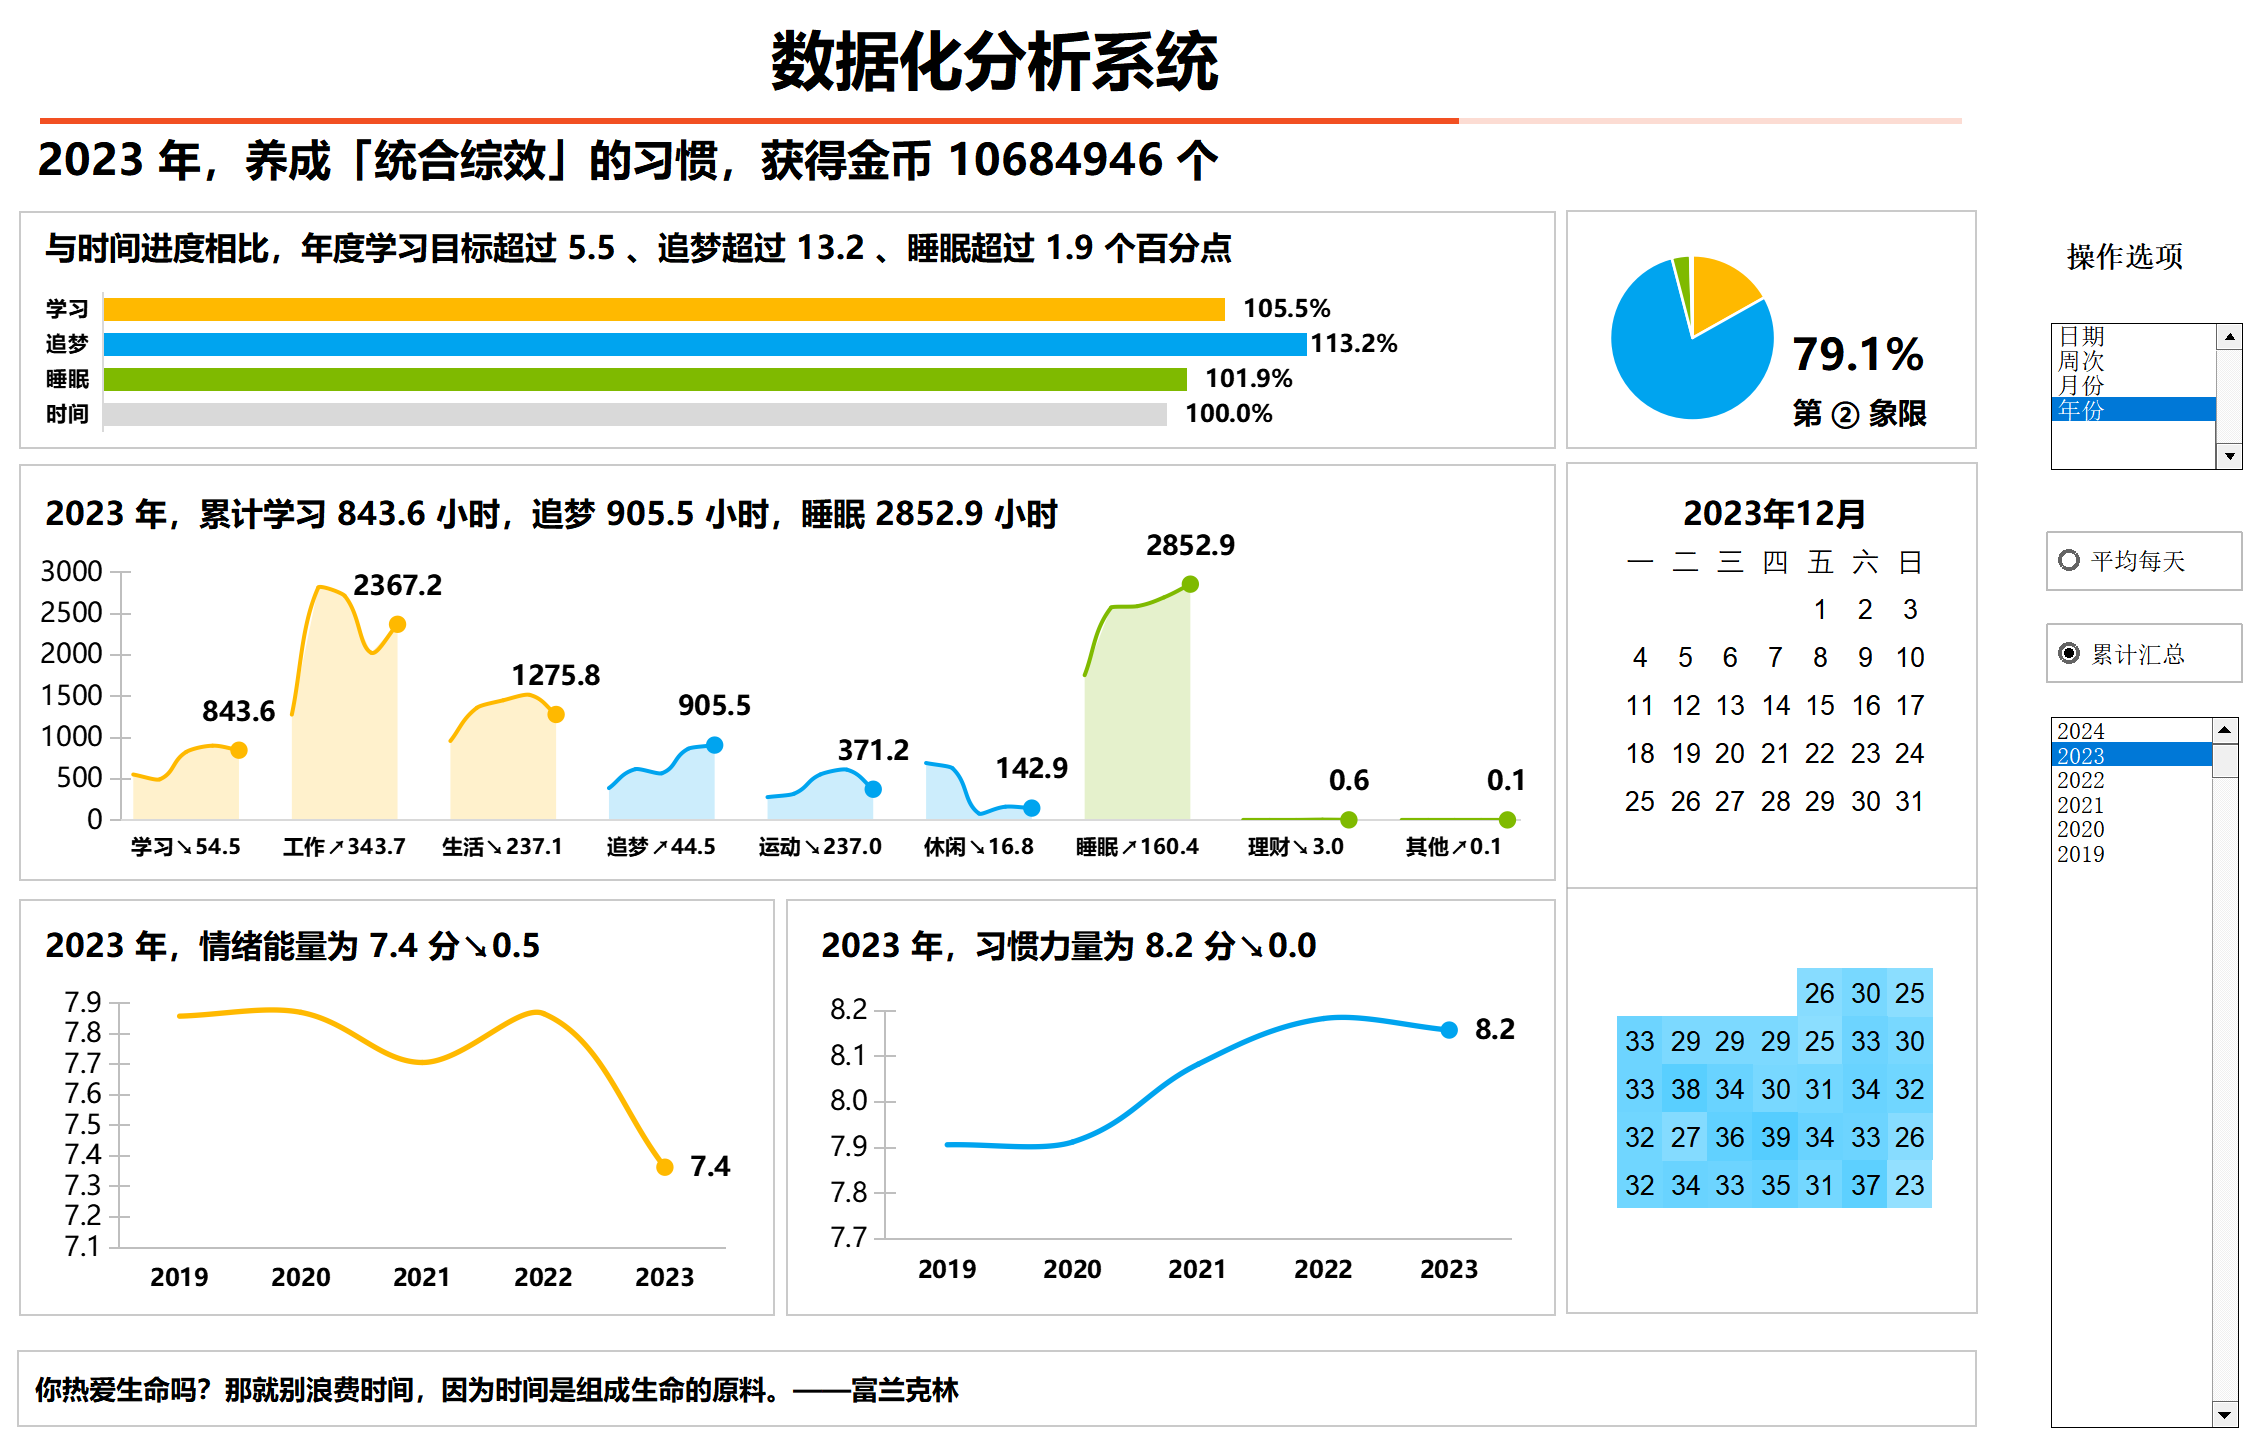 数据化分析系统
2023 年，养成「统合综效」的习惯，获得金币 10684946 个
与时间进度相比，年度学习目标超过 5.5 、追梦超过 13.2 、睡眠超过 1.9 个百分点
学习 105.5%
追梦 113.2%
睡眠 101.9%
时间 100.0%
79.1%
第 ② 象限
2023 年，累计学习 843.6 小时，追梦 905.5 小时，睡眠 2852.9 小时
3000
2500
2000
1500
1000
500
0
843.6
2367.2
1275.8
905.5
371.2
142.9
2852.9
0.6
0.1
学习↘54.5 工作↗343.7 生活↘237.1 追梦↗44.5 运动↘237.0 休闲↘16.8 睡眠↗160.4 理财↘3.0 其他↗0.1
2023年12月
一 二 三 四 五 六 日
1 2 3
4 5 6 7 8 9 10
11 12 13 14 15 16 17
18 19 20 21 22 23 24
25 26 27 28 29 30 31
2023 年，情绪能量为 7.4 分↘0.5
7.9
7.8
7.7
7.6
7.5
7.4
7.3
7.2
7.1
7.4
2019 2020 2021 2022 2023
2023 年，习惯力量为 8.2 分↘0.0
8.2
8.1
8.0
7.9
7.8
7.7
8.2
2019 2020 2021 2022 2023
26 30 25
33 29 29 29 25 33 30
33 38 34 30 31 34 32
32 27 36 39 34 33 26
32 34 33 35 31 37 23
你热爱生命吗？那就别浪费时间，因为时间是组成生命的原料。——富兰克林
操作选项
日期
周次
月份
年份
平均每天
累计汇总
2024
2023
2022
2021
2020
2019